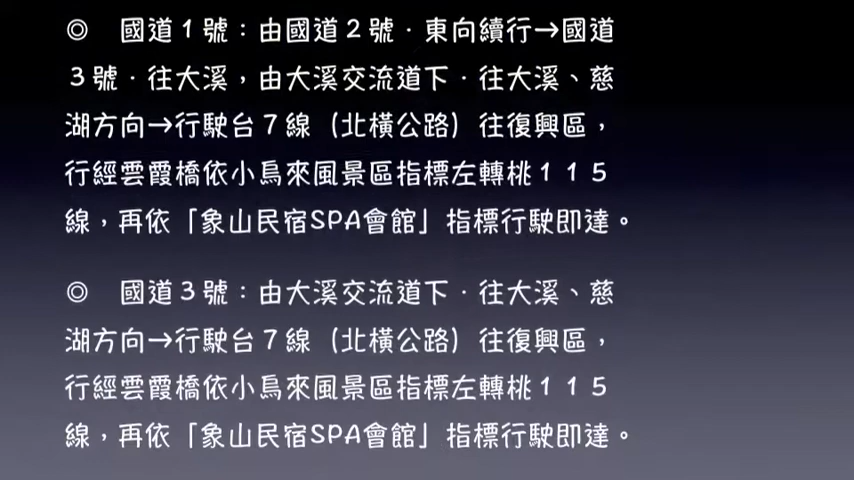 ◎　國道1號：由國道2號．東向續行→國道
3號．往大溪，由大溪交流道下．往大溪、慈
湖方向→行駛台7線（北橫公路）往復興區，
行經雲霞橋依小烏來風景區指標左轉桃115
線，再依「象山民宿SPA會館」指標行駛即達。
◎　國道3號：由大溪交流道下．往大溪、慈
湖方向→行駛台7線（北橫公路）往復興區，
行經雲霞橋依小烏來風景區指標左轉桃115
線，再依「象山民宿SPA會館」指標行駛即達。